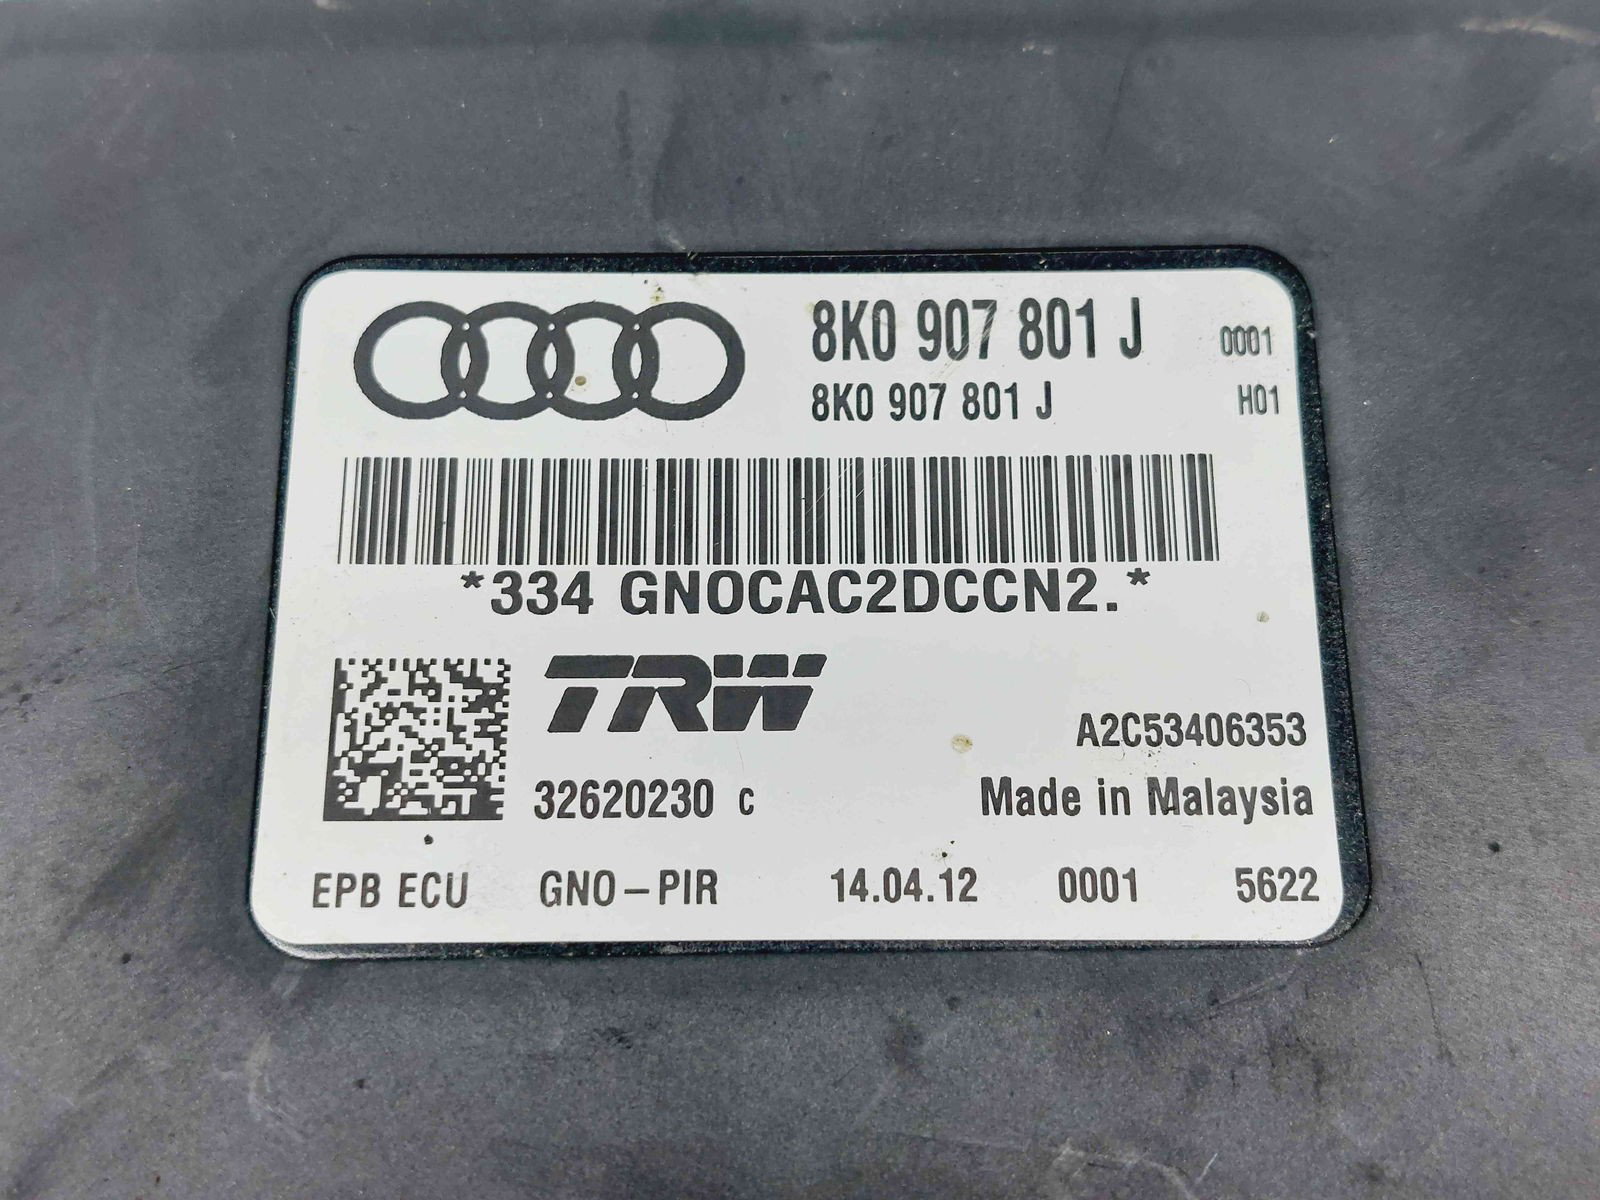 8K0 907 801 J 0001
8K0 907 801 J H01
*334 GNOCAC2DCCN2.*
TRW
A2C53406353
32620230 c Made in Malaysia
EPB ECU GNO-PIR 14.04.12 0001 5622